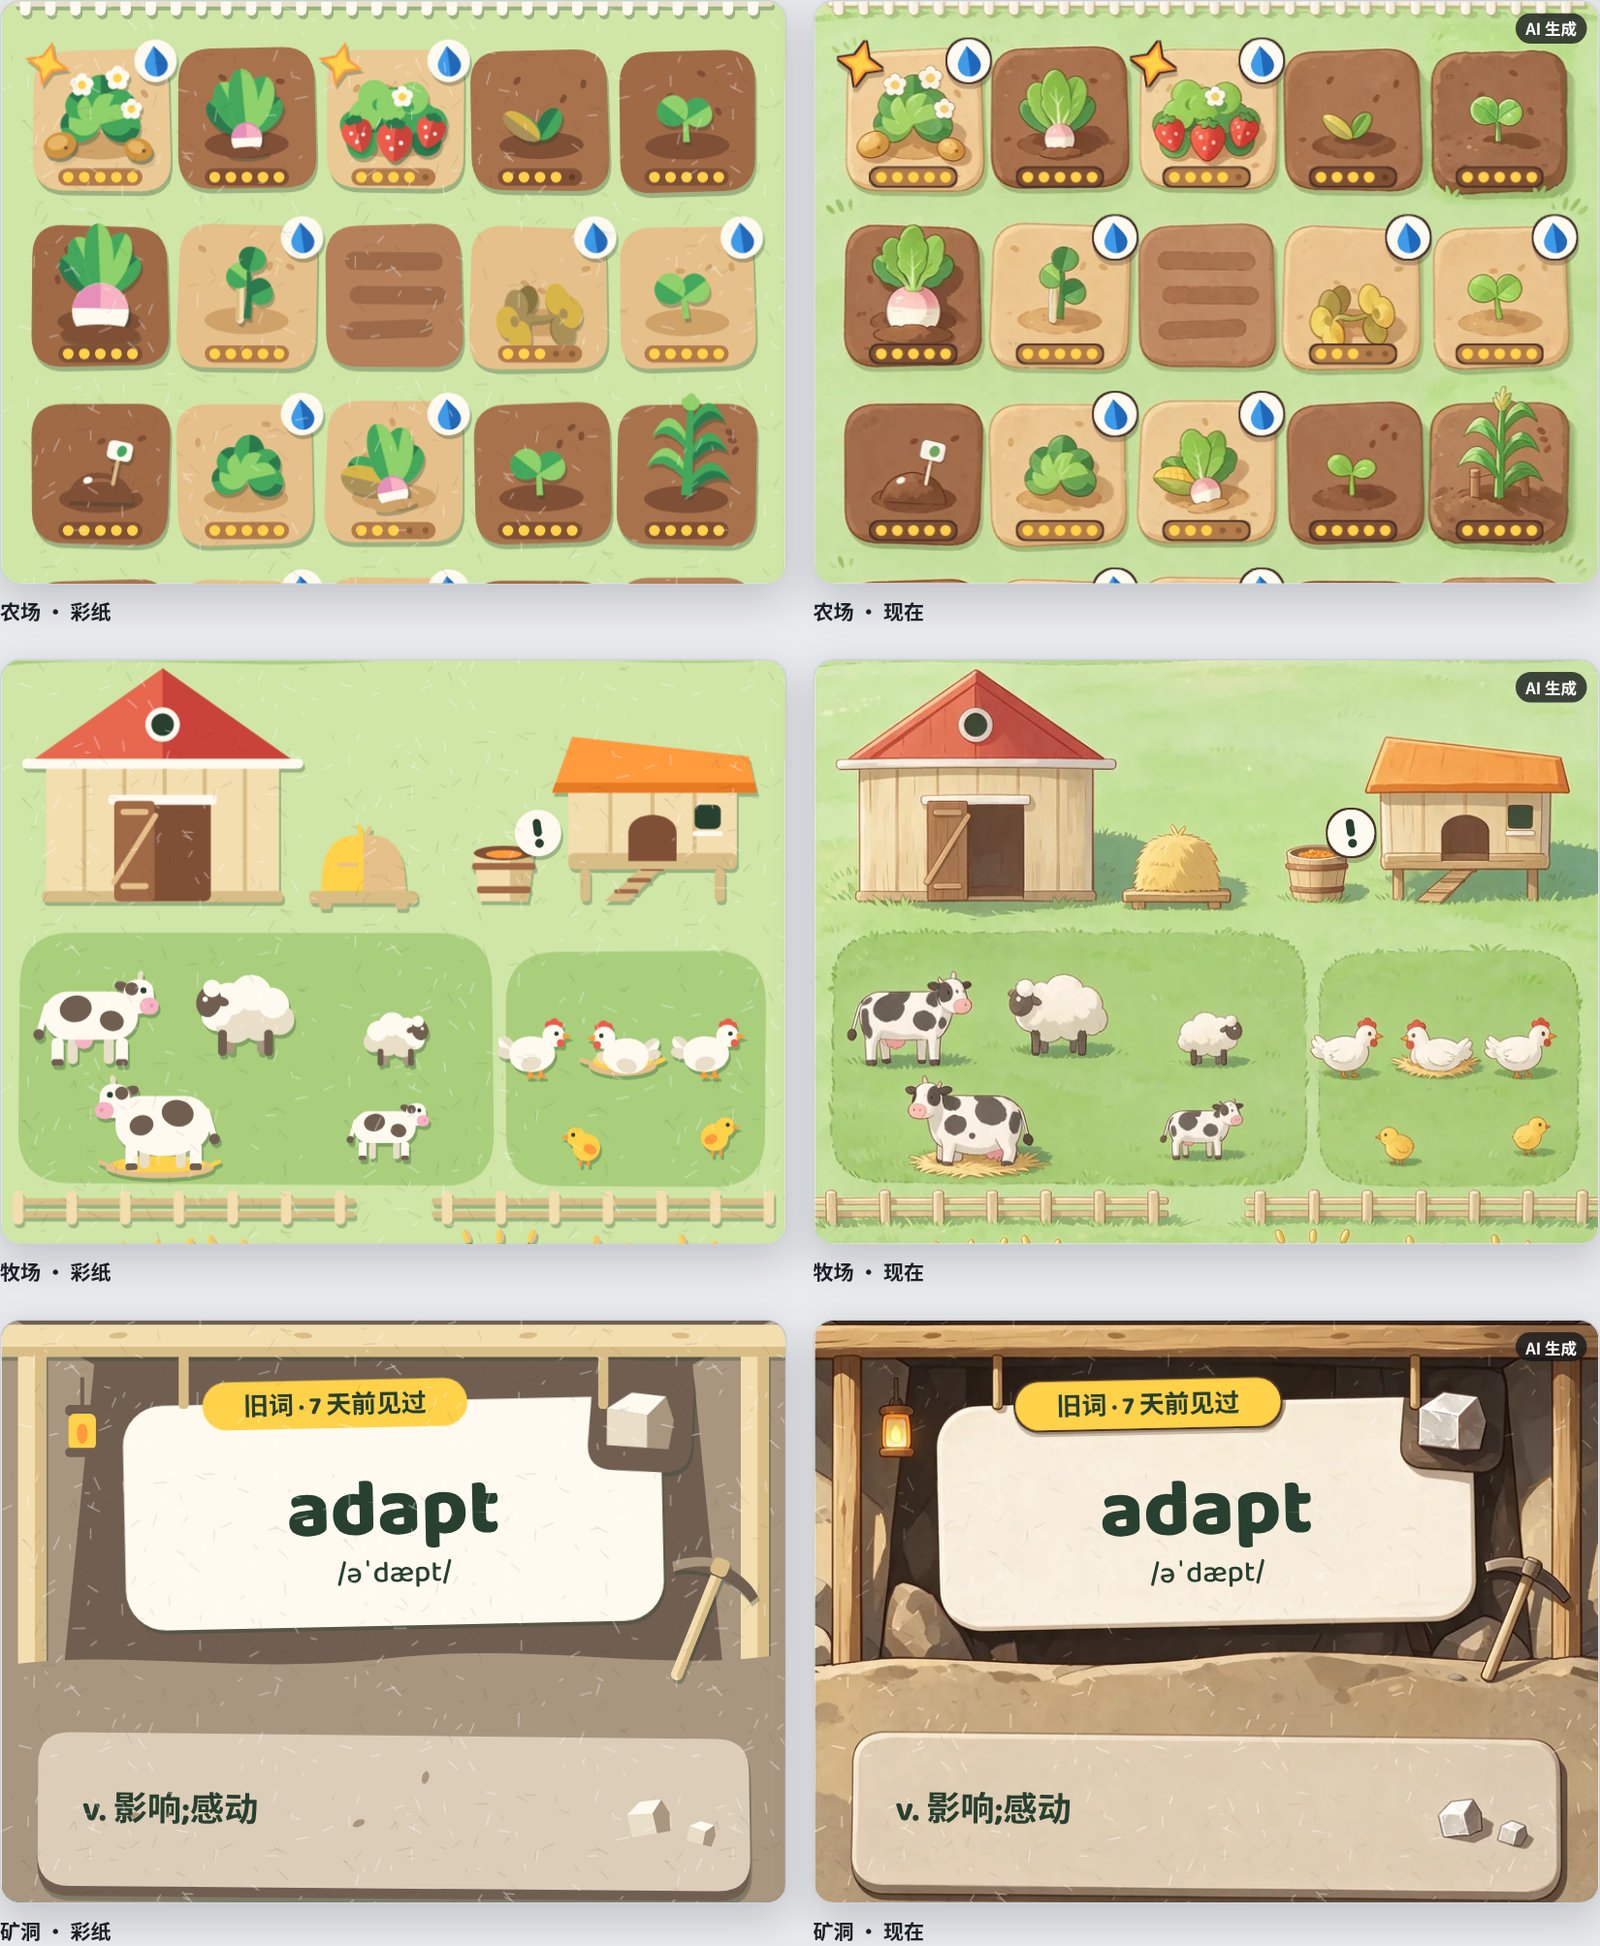 AI 生成
农场 · 彩纸
农场 · 现在
!
!
AI 生成
牧场 · 彩纸
牧场 · 现在
AI 生成
旧词·7 天前见过
adapt
/əˈdæpt/
v. 影响;感动
旧词·7 天前见过
adapt
/əˈdæpt/
v. 影响;感动
矿洞 · 彩纸
矿洞 · 现在